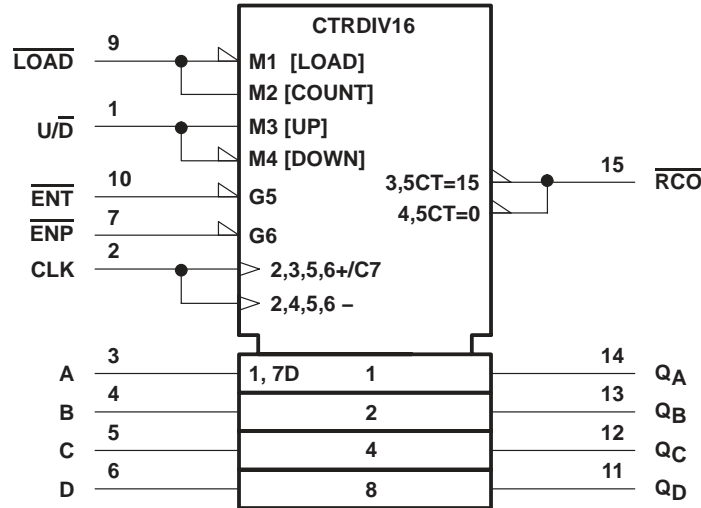 CTRDIV16
LOAD 9 M1 [LOAD]
M2 [COUNT]
U/D 1 M3 [UP]
M4 [DOWN]
ENT 10 G5 3,5CT=15 15 RCO
ENP 7 G6 4,5CT=0
CLK 2 2,3,5,6+/C7
2,4,5,6 –
A 3 1, 7D 1 14 QA
B 4 2 13 QB
C 5 4 12 QC
D 6 8 11 QD